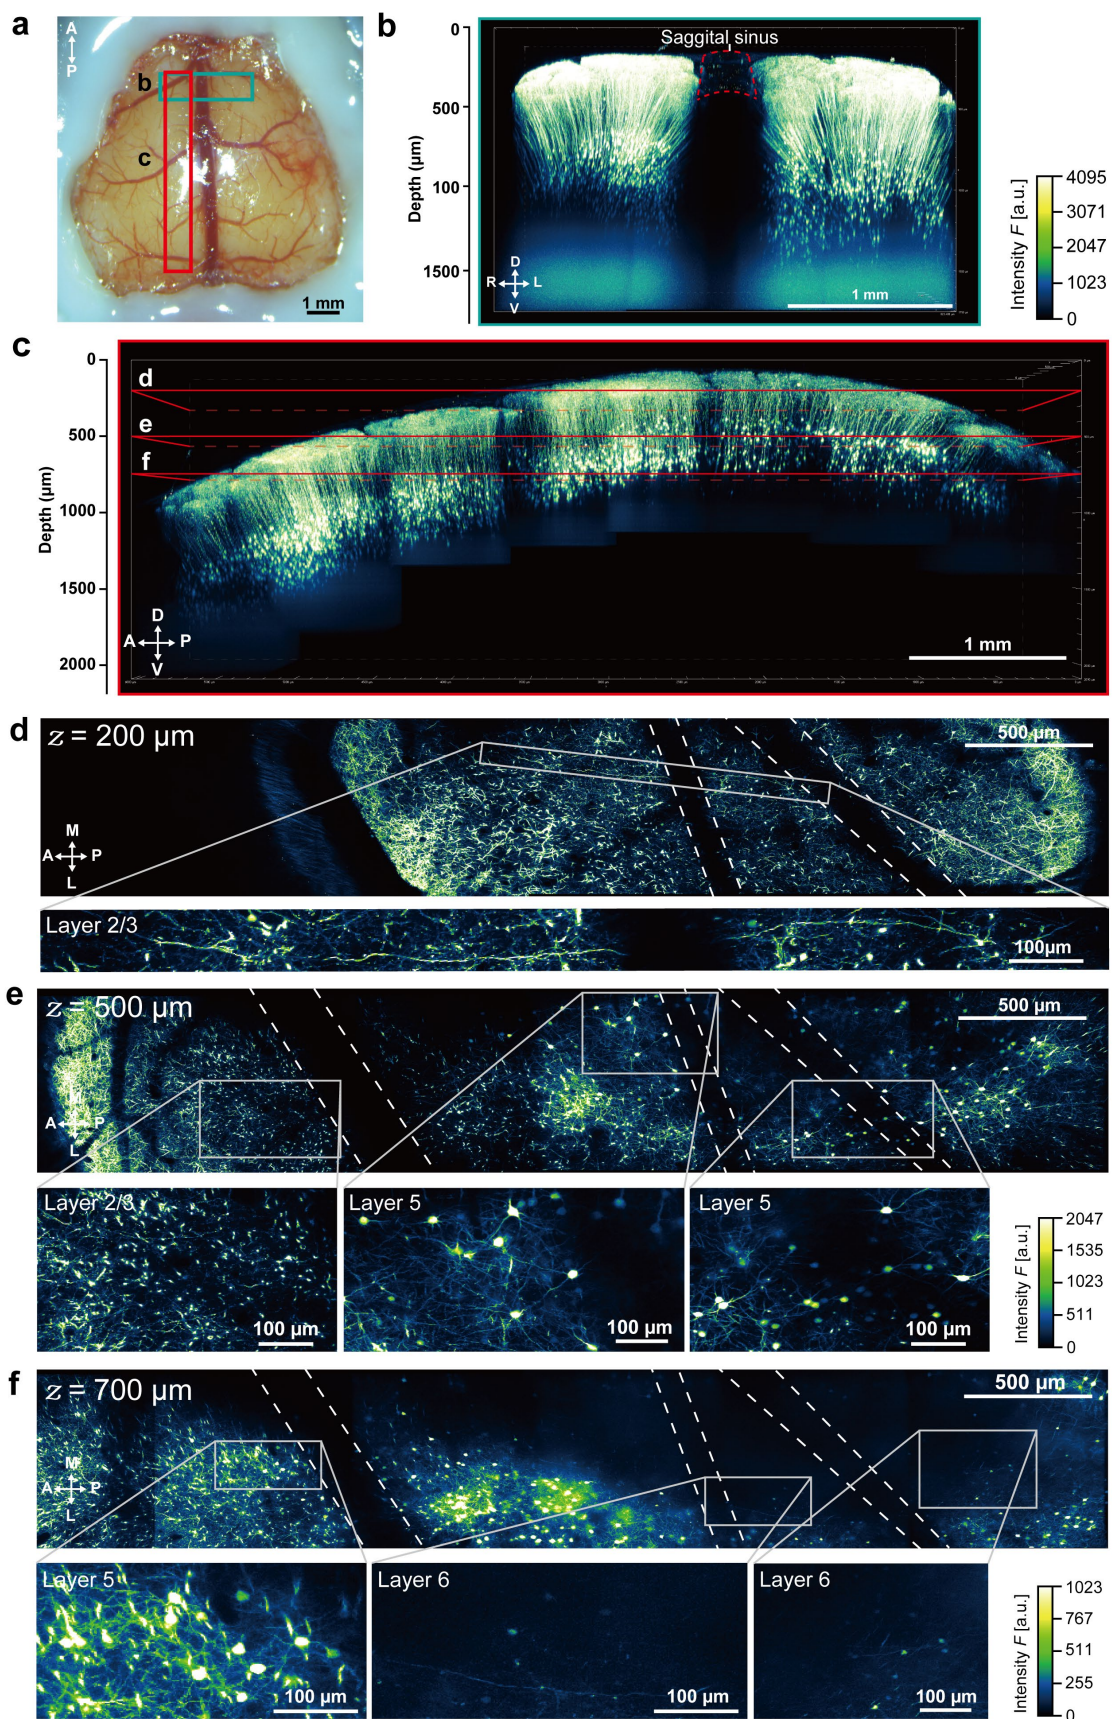 a
A
P
b
c
1 mm
b
Depth (µm)
0
500
100
1500
Saggital sinus
D
R L
V
1 mm
Intensity F [a.u.]
4095
3071
2047
1023
0
c
Depth (µm)
0
500
1000
1500
2000
d
e
f
D
A P
V
1 mm
d
z = 200 µm
500 µm
M
A P
L
Layer 2/3
100µm
e
z = 500 µm
500 µm
M
A P
L
Layer 2/3
100 µm
Layer 5
100 µm
Layer 5
100 µm
Intensity F [a.u.]
2047
1535
1023
511
0
f
z = 700 µm
500 µm
M
A P
L
Layer 5
100 µm
Layer 6
100 µm
Layer 6
100 µm
Intensity F [a.u.]
1023
767
511
255
0